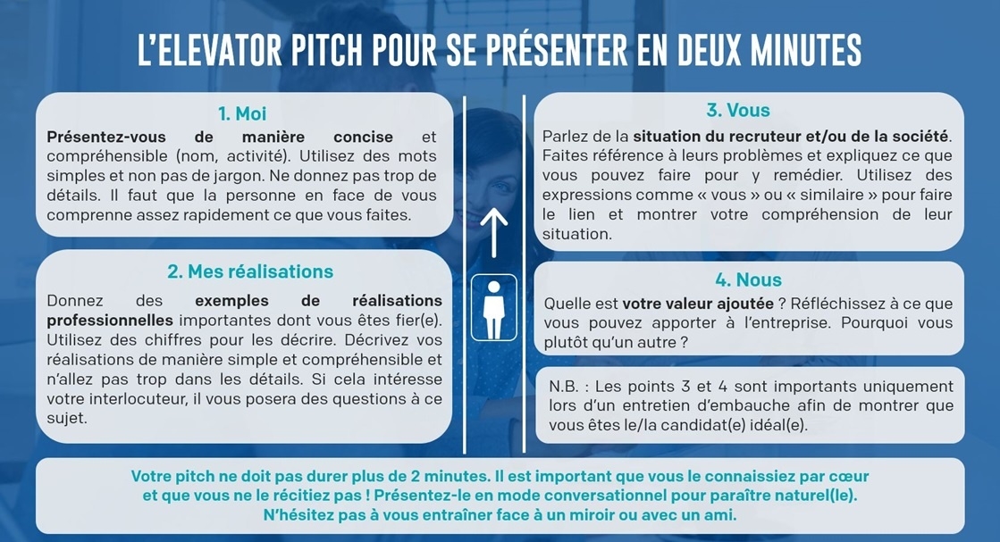 L'ELEVATOR PITCH POUR SE PRÉSENTER EN DEUX MINUTES
1. Moi
Présentez-vous de manière concise et
compréhensible (nom, activité). Utilisez des mots
simples et non pas de jargon. Ne donnez pas trop de
détails. Il faut que la personne en face de vous
comprenne assez rapidement ce que vous faites.
2. Mes réalisations
Donnez des exemples de réalisations
professionnelles importantes dont vous êtes fier(e).
Utilisez des chiffres pour les décrire. Décrivez vos
réalisations de manière simple et compréhensible et
n'allez pas trop dans les détails. Si cela intéresse
votre interlocuteur, il vous posera des questions à ce
sujet.
3. Vous
Parlez de la situation du recruteur et/ou de la société.
Faites référence à leurs problèmes et expliquez ce que
vous pouvez faire pour y remédier. Utilisez des
expressions comme « vous » ou « similaire » pour faire
le lien et montrer votre compréhension de leur
situation.
4. Nous
Quelle est votre valeur ajoutée ? Réfléchissez à ce que
vous pouvez apporter à l'entreprise. Pourquoi vous
plutôt qu'un autre ?
N.B. : Les points 3 et 4 sont importants uniquement
lors d'un entretien d'embauche afin de montrer que
vous êtes le/la candidat(e) idéal(e).
Votre pitch ne doit pas durer plus de 2 minutes. Il est important que vous le connaissiez par cœur
et que vous ne le récitiez pas ! Présentez-le en mode conversationnel pour paraître naturel(le).
N'hésitez pas à vous entraîner face à un miroir ou avec un ami.